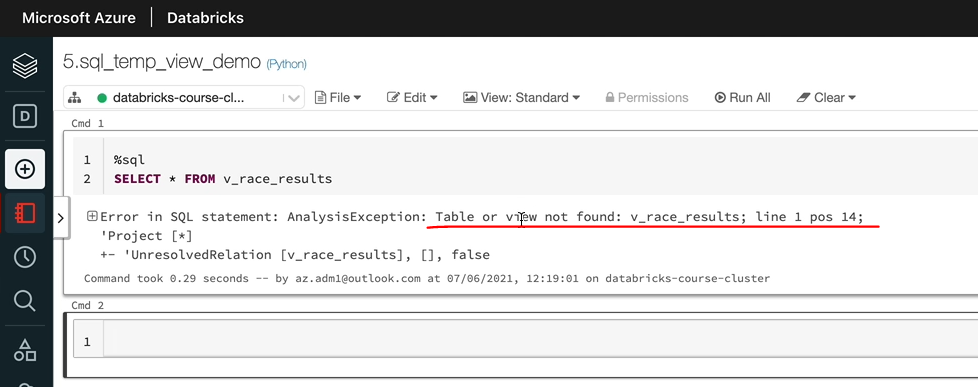 Microsoft Azure | Databricks
5.sql_temp_view_demo (Python)
databricks-course-cl... File Edit View: Standard Permissions Run All Clear
Cmd 1
1 %sql
2 SELECT * FROM v_race_results
Error in SQL statement: AnalysisException: Table or view not found: v_race_results; line 1 pos 14;
'Project [*]
+- 'UnresolvedRelation [v_race_results], [], false
Command took 0.29 seconds -- by az.adm1@outlook.com at 07/06/2021, 12:19:01 on databricks-course-cluster
Cmd 2
1
D